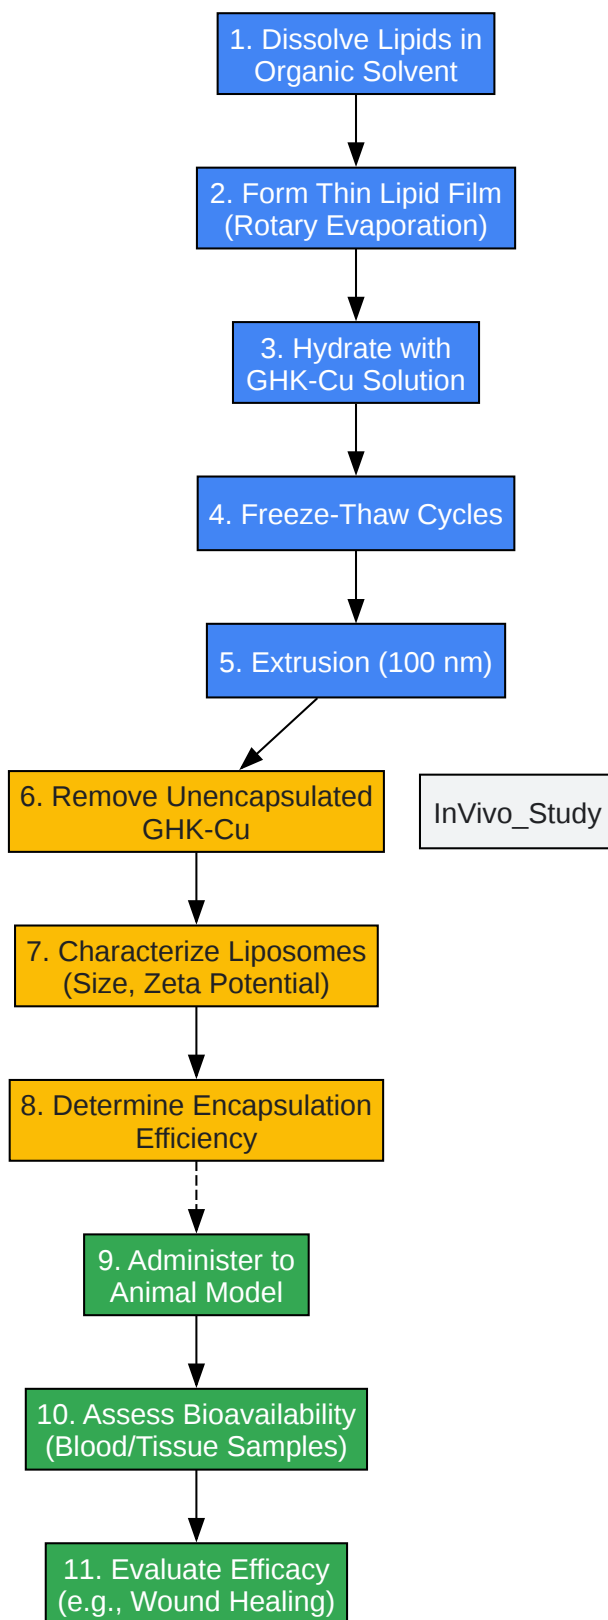 1. Dissolve Lipids in
Organic Solvent
2. Form Thin Lipid Film
(Rotary Evaporation)
3. Hydrate with
GHK-Cu Solution
4. Freeze-Thaw Cycles
5. Extrusion (100 nm)
6. Remove Unencapsulated
GHK-Cu
InVivo_Study
7. Characterize Liposomes
(Size, Zeta Potential)
8. Determine Encapsulation
Efficiency
9. Administer to
Animal Model
10. Assess Bioavailability
(Blood/Tissue Samples)
11. Evaluate Efficacy
(e.g., Wound Healing)